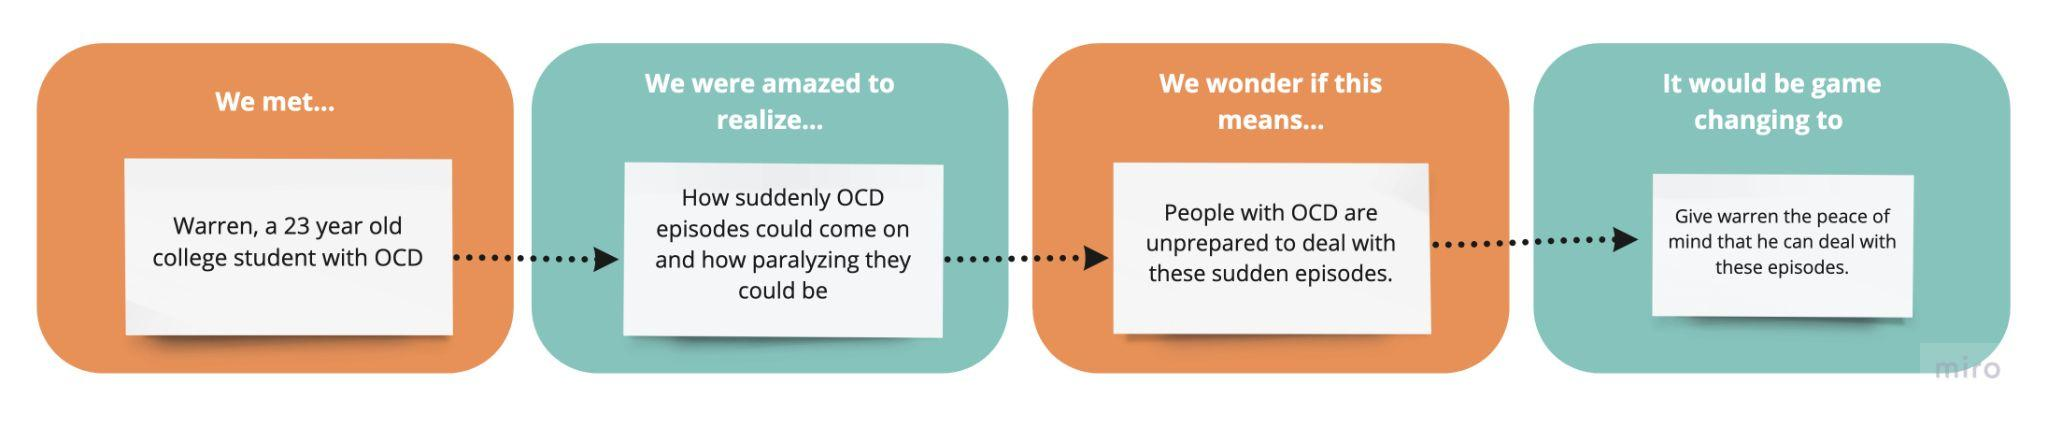 We met...
Warren, a 23 year old
college student with OCD
We were amazed to
realize...
How suddenly OCD
episodes could come on
and how paralyzing they
could be
We wonder if this
means...
People with OCD are
unprepared to deal with
these sudden episodes.
It would be game
changing to
Give warren the peace of
mind that he can deal with
these episodes.
miro